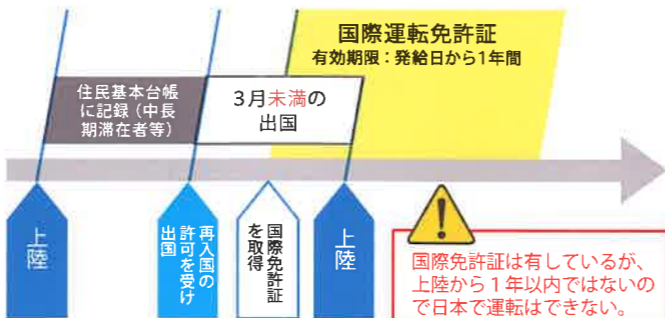 国際運転免許証
有効期限：発給日から1年間
住民基本台帳
に記録（中長
期滞在者等）
３月未満の
出国
上陸
再入国の
許可を受け
出国
国際免許証
を取得
上陸
国際免許証は有しているが、
上陸から１年以内ではないの
で日本で運転はできない。